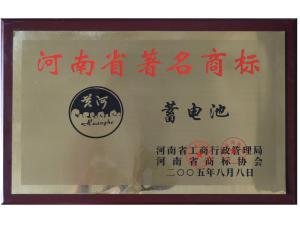 河南省著名商标
黄河
Huanghe
蓄电池
河南省工商行政管理局
河南省商标协会
二〇〇五年八月八日